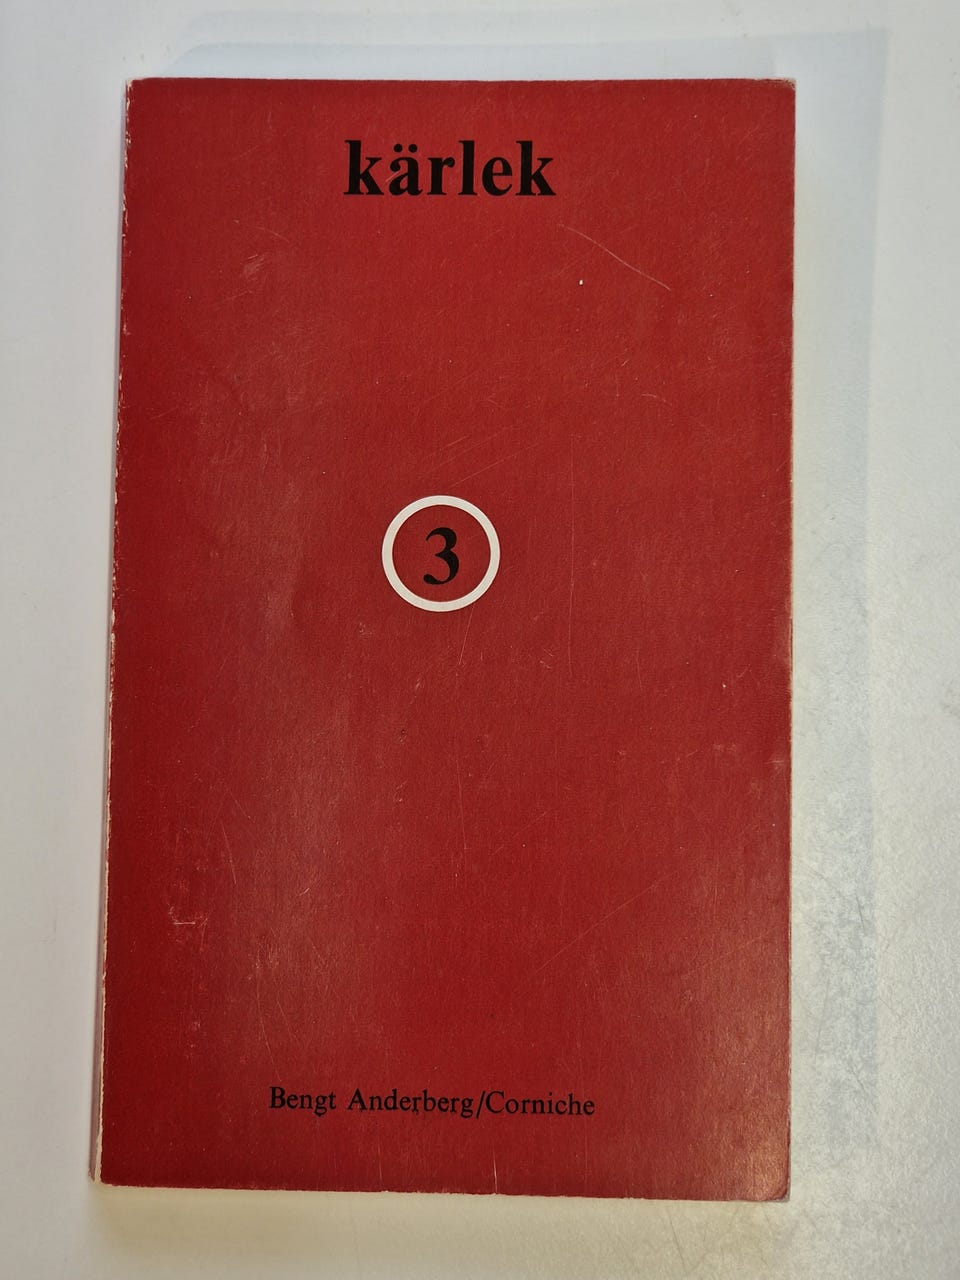 kärlek
3
Bengt Anderberg/Corniche